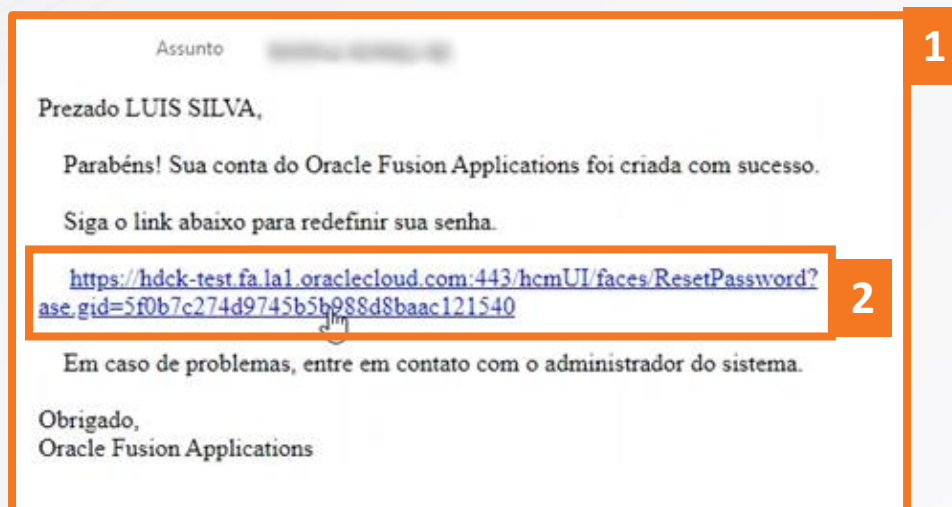 1
Assunto
Prezado LUIS SILVA,
Parabéns! Sua conta do Oracle Fusion Applications foi criada com sucesso.
Siga o link abaixo para redefinir sua senha.
https://hdck-test.fa.la1.oraclecloud.com:443/hcmUI/faces/ResetPassword?
ase.gid=5f0b7c274d9745b5b988d8baac121540
2
Em caso de problemas, entre em contato com o administrador do sistema.
Obrigado,
Oracle Fusion Applications